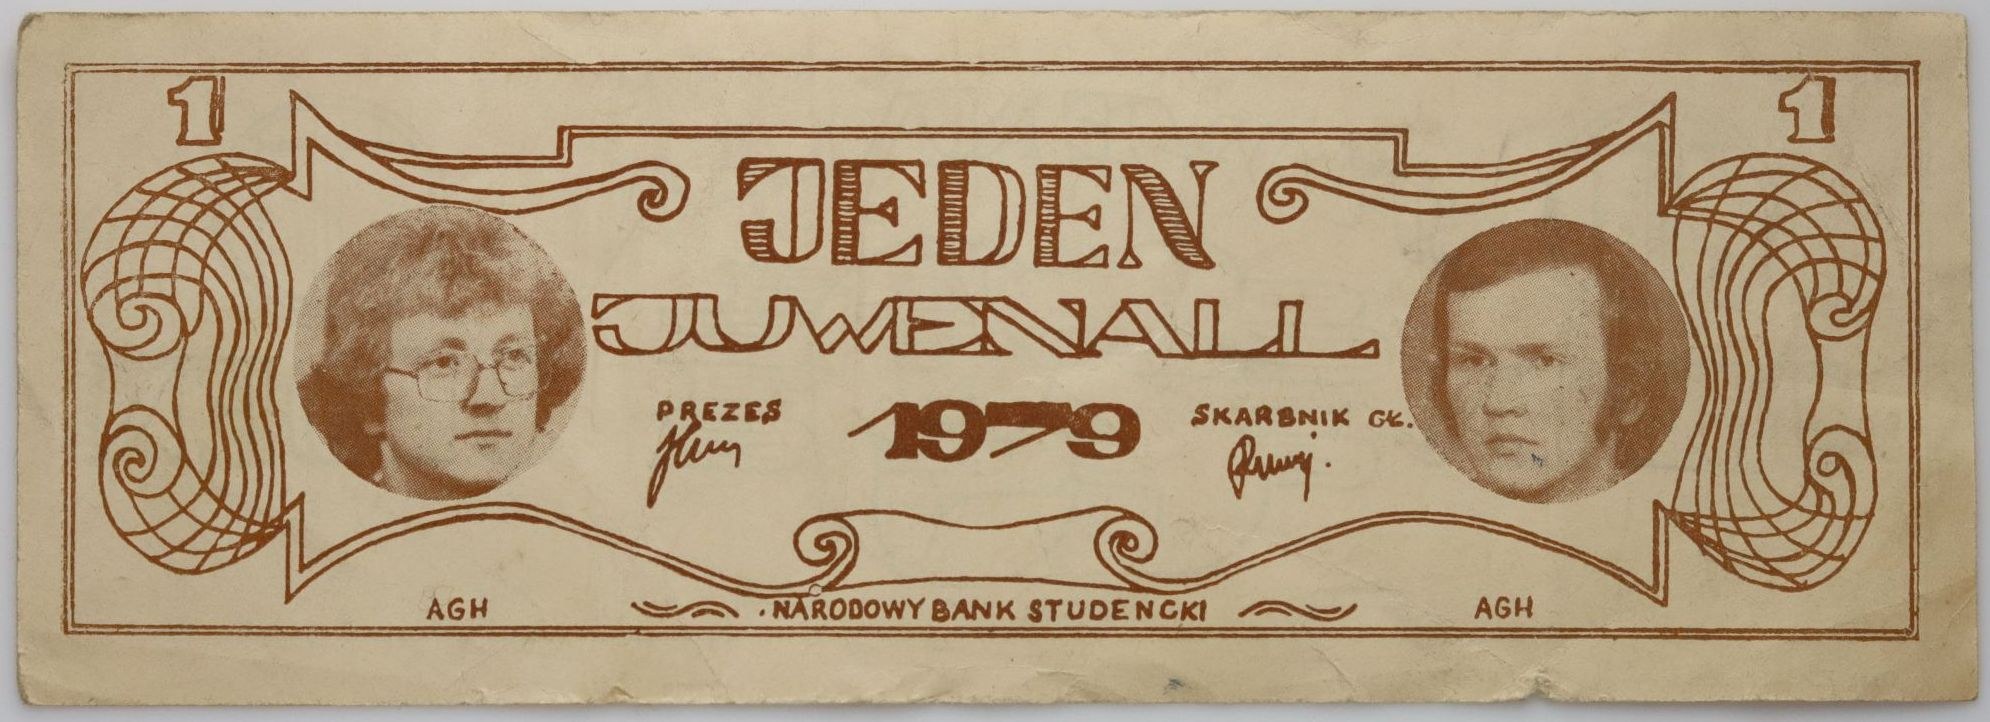 1 1
JEDEN
JUWENALL
PREZES 1979 SKARBNIK GŁ.
AGH NARODOWY BANK STUDENCKI AGH